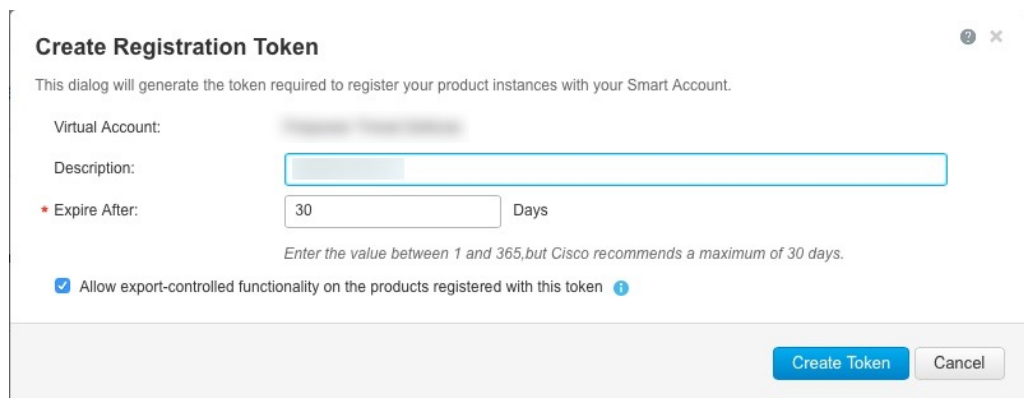 Create Registration Token
This dialog will generate the token required to register your product instances with your Smart Account.
Virtual Account:
Description:
* Expire After: 30 Days
Enter the value between 1 and 365,but Cisco recommends a maximum of 30 days.
Allow export-controlled functionality on the products registered with this token
Create Token Cancel